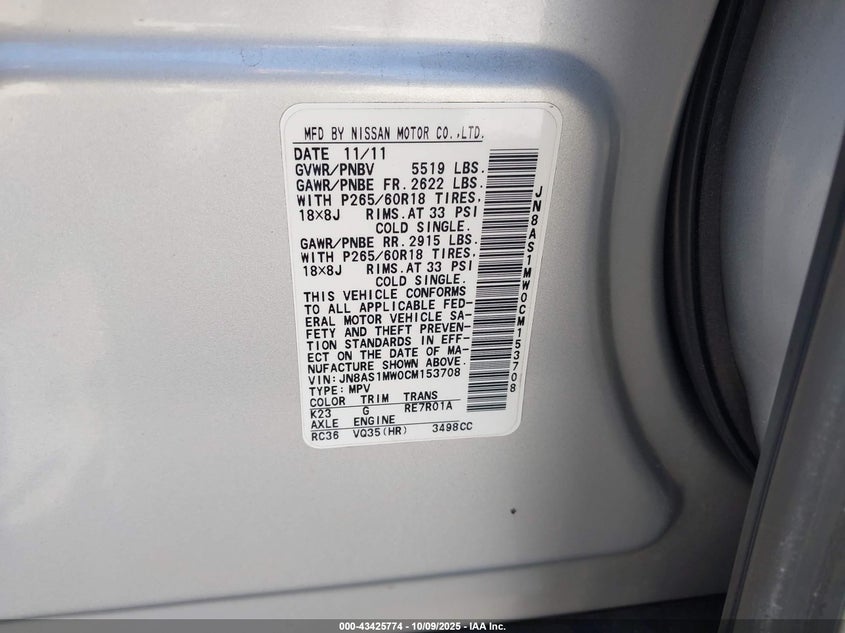 MFD BY NISSAN MOTOR CO.,LTD.
DATE 11/11
GVWR/PNBV 5519 LBS.
GAWR/PNBE FR. 2622 LBS.
WITH P265/60R18 TIRES,
18X8J RIMS.AT 33 PSI
COLD SINGLE.
GAWR/PNBE RR. 2915 LBS.
WITH P265/60R18 TIRES,
18X8J RIMS.AT 33 PSI
COLD SINGLE.
THIS VEHICLE CONFORMS
TO ALL APPLICABLE FED-
ERAL MOTOR VEHICLE SA-
FETY AND THEFT PREVEN-
TION STANDARDS IN EFF-
ECT ON THE DATE OF MA-
NUFACTURE SHOWN ABOVE.
VIN: JN8AS1MW0CM153708
TYPE: MPV
COLOR TRIM TRANS
K23 G RE7R01A
AXLE ENGINE
RC36 VQ35(HR) 3498CC
JN8AS1MW0CM153708
000-43425774 - 10/09/2025 - IAA Inc.